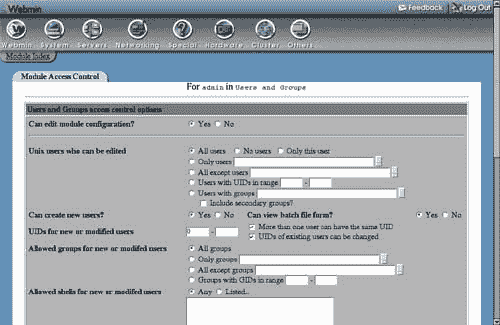 Webmin
Feedback Log Out
Webmin System Servers Networking Special Hardware Cluster Others
Module Index
Module Access Control
For admin in Users and Groups
Users and Groups access control options
Can edit module configuration? Yes No
Unix users who can be edited All users No users Only this user
Only users
All except users
Users with UIDs in range -
Users with groups
Include secondary groups?
Can create new users? Yes No Can view batch file form? Yes No
UIDs for new or modified users 0 - More than one user can have the same UID
UIDs of existing users can be changed
Allowed groups for new or modifed users All groups
Only groups
All except groups
Groups with GIDs in range -
Allowed shells for new or modifed users Any Listed..